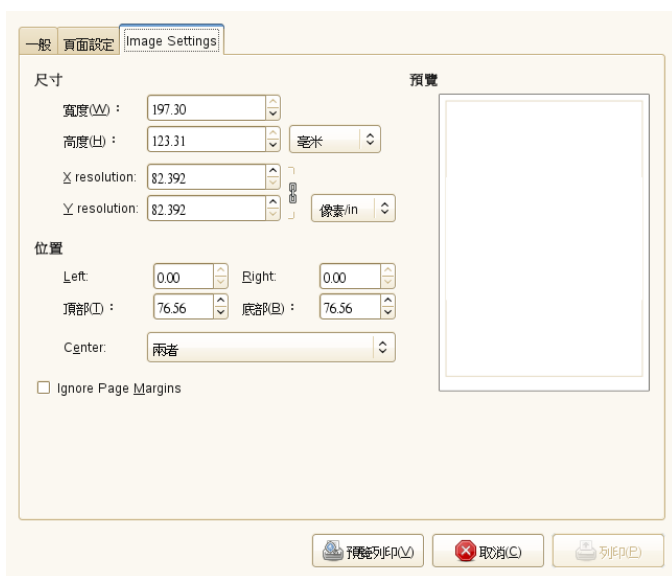 一般 頁面設定 Image Settings
尺寸 預覽
寬度(W)： 197.30
高度(H)： 123.31 毫米
X resolution: 82.392
Y resolution: 82.392 像素/in
位置
Left: 0.00 Right: 0.00
頂部(T)： 76.56 底部(B)： 76.56
Center: 兩者
Ignore Page Margins
預覽列印(V) 取消(C) 列印(P)